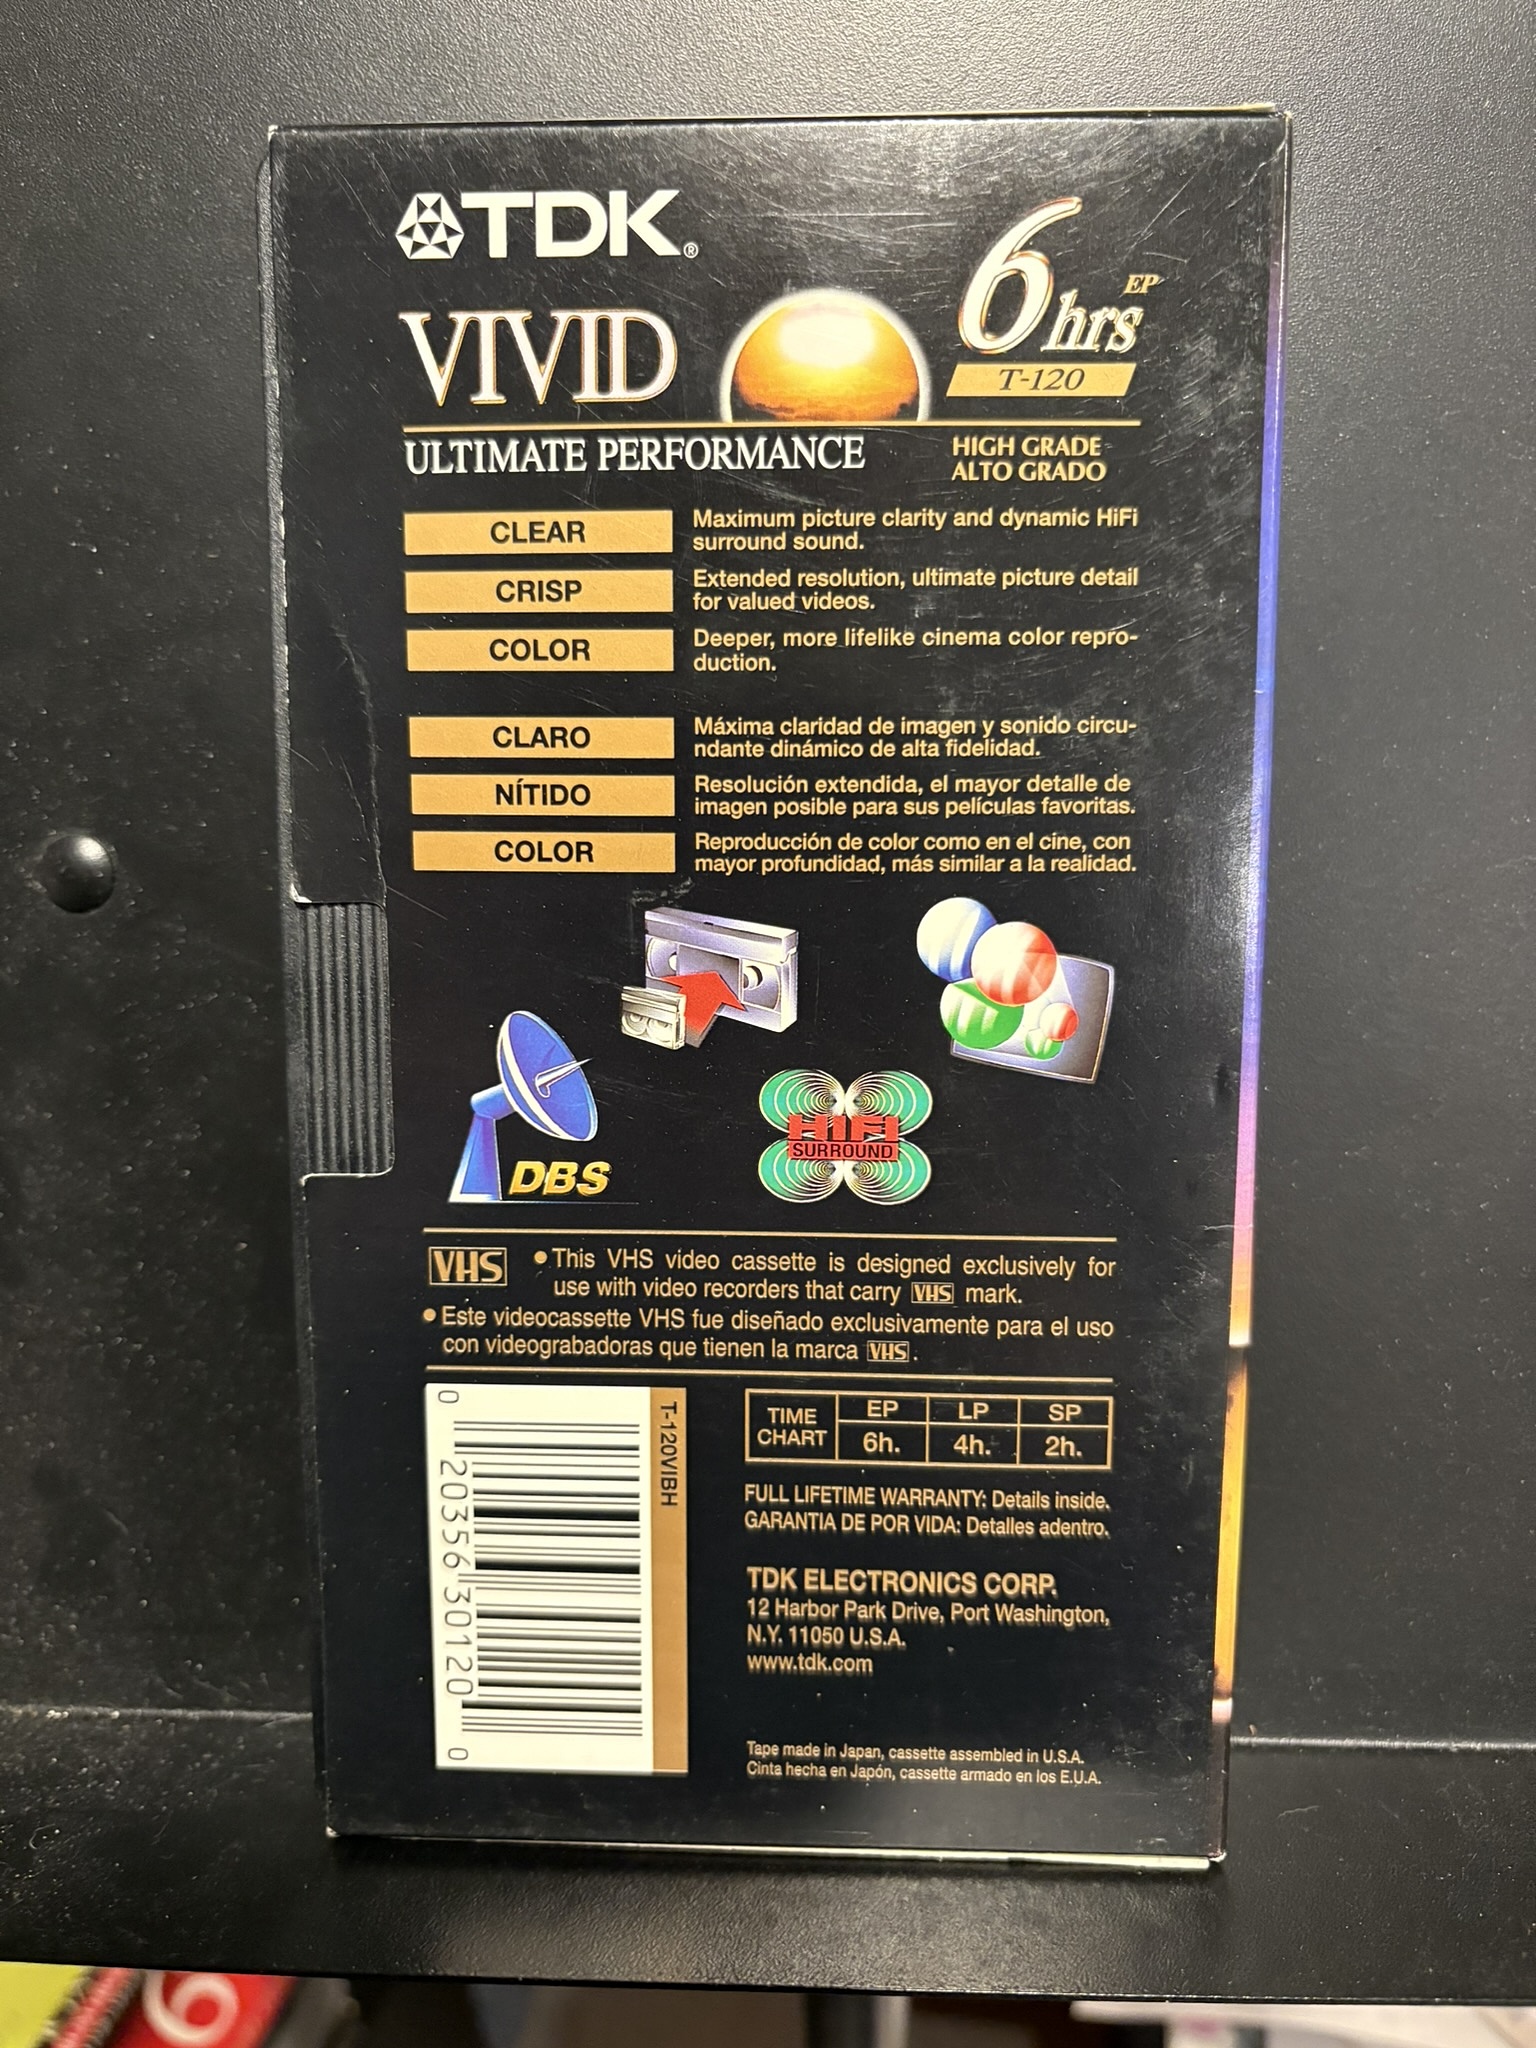 TDK®
6 hrs EP
VIVID
T-120
ULTIMATE PERFORMANCE
HIGH GRADE
ALTO GRADO
CLEAR
Maximum picture clarity and dynamic HiFi
surround sound.
CRISP
Extended resolution, ultimate picture detail
for valued videos.
COLOR
Deeper, more lifelike cinema color repro-
duction.
CLARO
Máxima claridad de imagen y sonido circu-
ndante dinámico de alta fidelidad.
NÍTIDO
Resolución extendida, el mayor detalle de
imagen posible para sus películas favoritas.
COLOR
Reproducción de color como en el cine, con
mayor profundidad, más similar a la realidad.
DBS
HIFI
SURROUND
VHS
• This VHS video cassette is designed exclusively for
use with video recorders that carry VHS mark.
• Este videocassette VHS fue diseñado exclusivamente para el uso
con videograbadoras que tienen la marca VHS.
T-120VIBH
0 20356 30120 0
TIME CHART EP LP SP
6h. 4h. 2h.
FULL LIFETIME WARRANTY: Details inside.
GARANTIA DE POR VIDA: Detalles adentro.
TDK ELECTRONICS CORP.
12 Harbor Park Drive, Port Washington,
N.Y. 11050 U.S.A.
www.tdk.com
Tape made in Japan, cassette assembled in U.S.A.
Cinta hecha en Japón, cassette armado en los E.U.A.
6